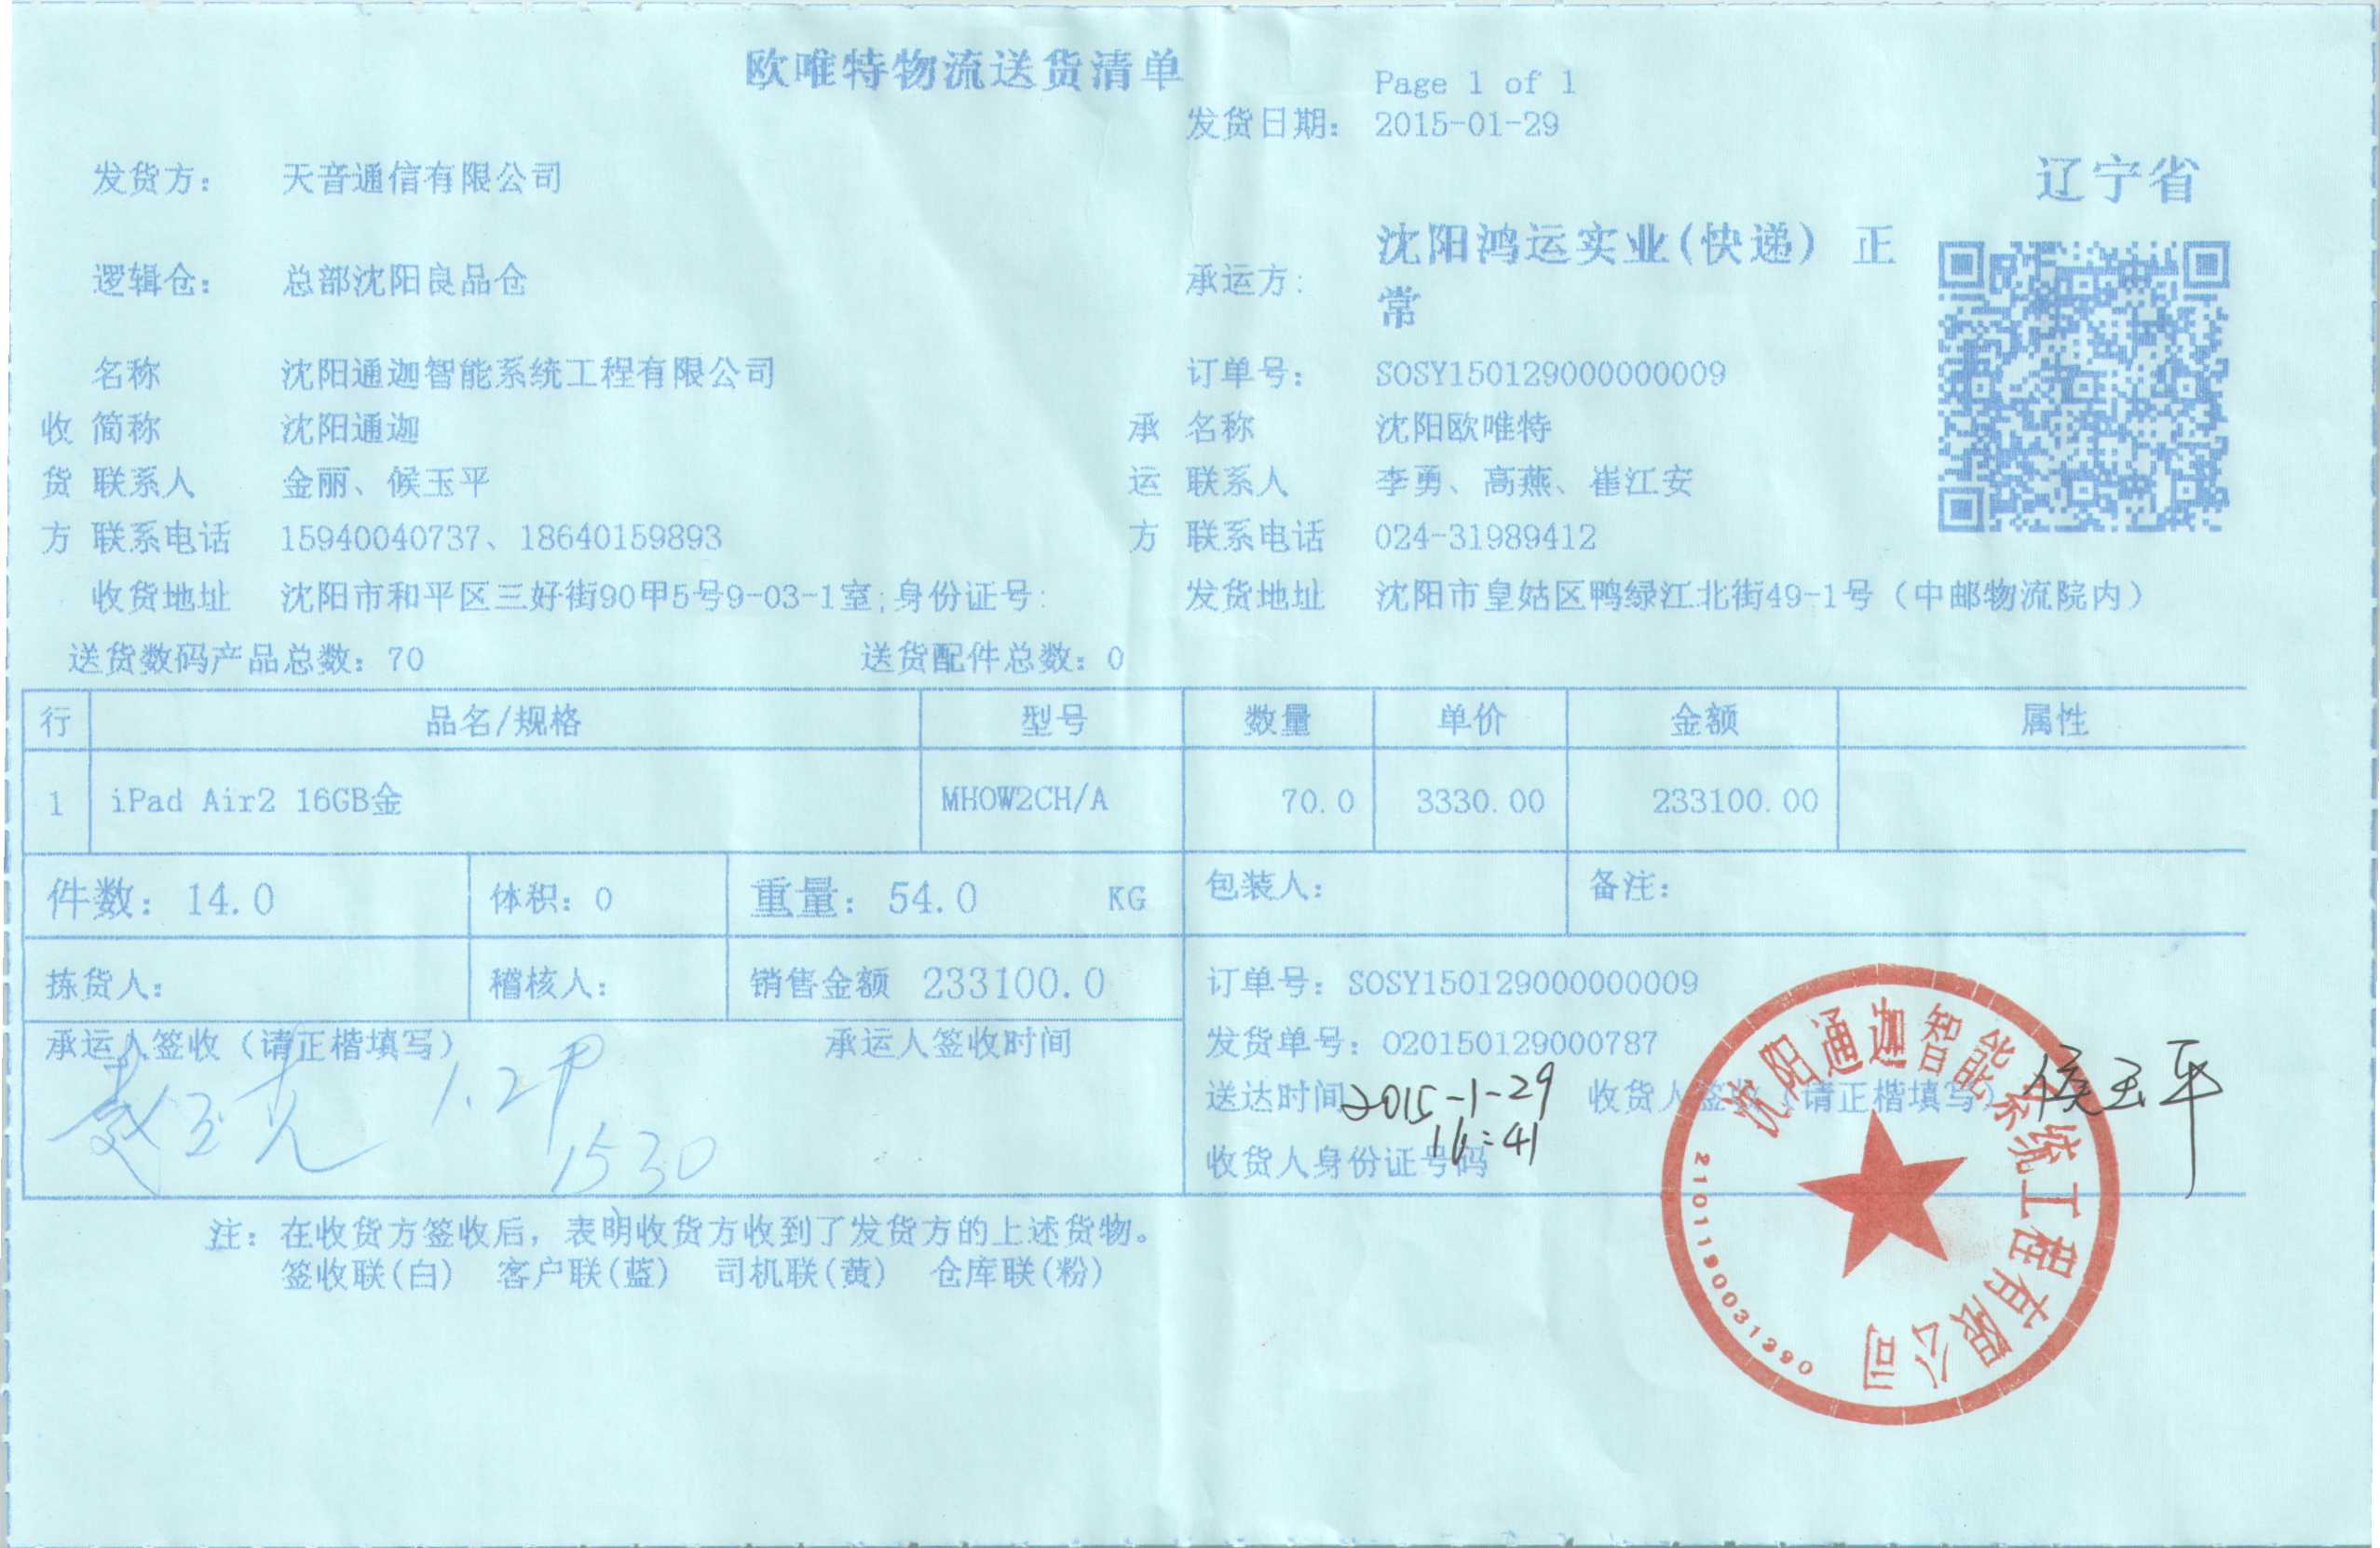 欧唯特物流送货清单
Page 1 of 1
发货日期: 2015-01-29
发货方: 天音通信有限公司
辽宁省
逻辑仓: 总部沈阳良品仓 承运方: 沈阳鸿运实业(快递) 正
常
名称 沈阳通迦智能系统工程有限公司 订单号: SOSY150129000000009
收 简称 沈阳通迦 承 名称 沈阳欧唯特
货 联系人 金丽、候玉平 运 联系人 李勇、高燕、崔江安
方 联系电话 15940040737、18640159893 方 联系电话 024-31989412
收货地址 沈阳市和平区三好街90甲5号9-03-1室;身份证号: 发货地址 沈阳市皇姑区鸭绿江北街49-1号（中邮物流院内）
送货数码产品总数: 70 送货配件总数: 0
行 品名/规格 型号 数量 单价 金额 属性
1 iPad Air2 16GB金 MH0W2CH/A 70.0 3330.00 233100.00
件数: 14.0 体积: 0 重量: 54.0 KG 包装人: 备注:
拣货人: 稽核人: 销售金额 233100.0 订单号: SOSY150129000000009
承运人签收（请正楷填写） 承运人签收时间 发货单号: O20150129000787
1.29
1530
送达时间 2015-1-29 收货人签收（请正楷填写） 侯玉平
16:41
收货人身份证号码
注: 在收货方签收后，表明收货方收到了发货方的上述货物。
签收联(白) 客户联(蓝) 司机联(黄) 仓库联(粉)
沈阳通迦智能系统工程有限公司
2101190031390